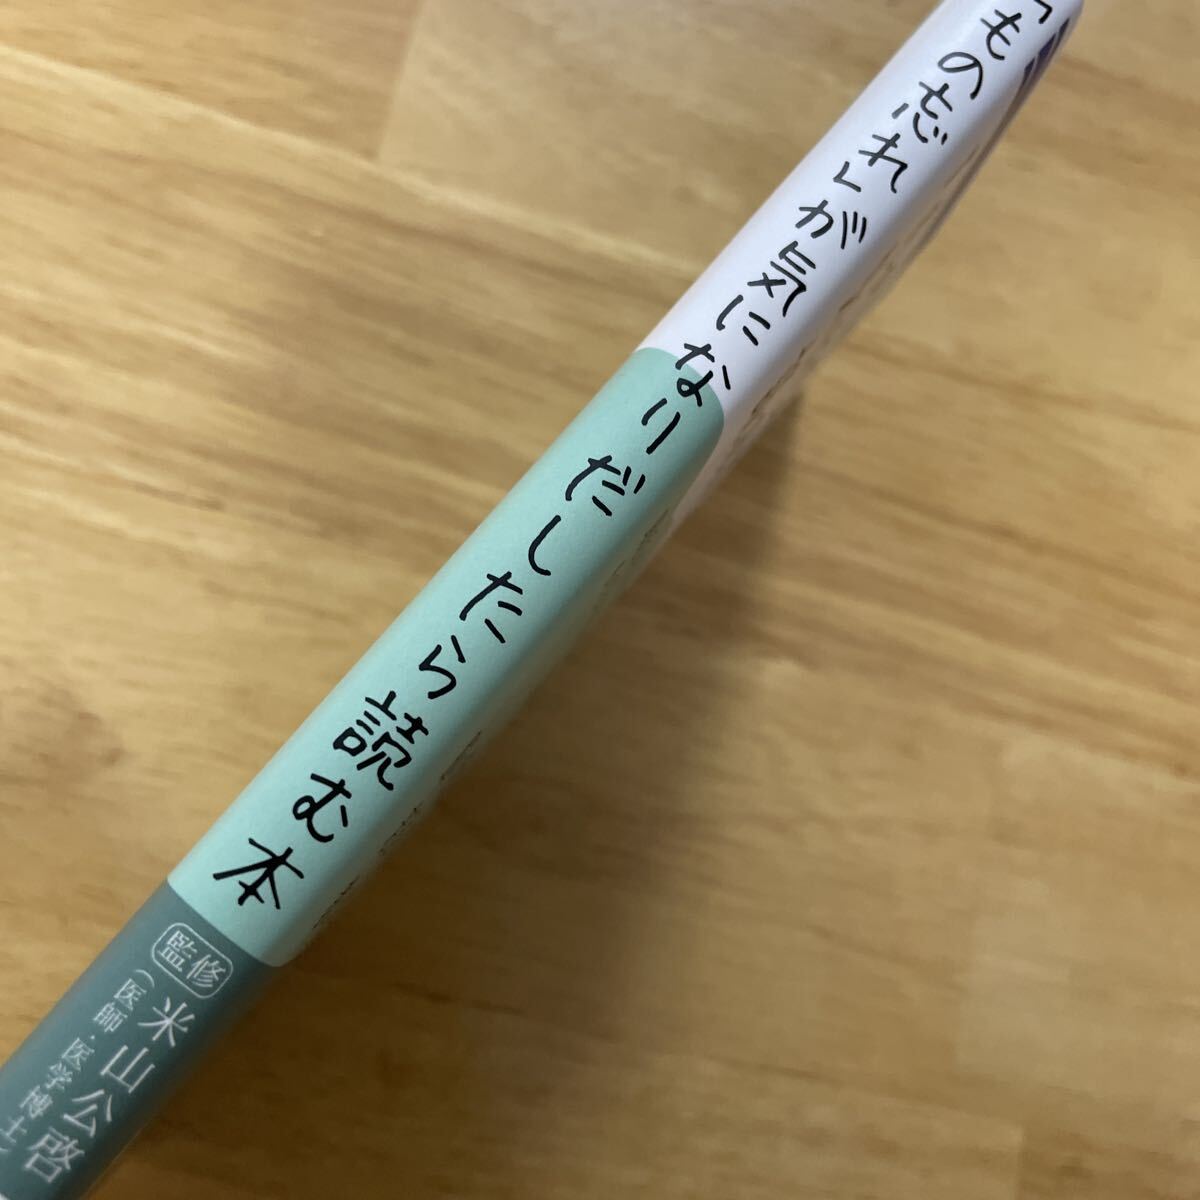 「もの忘れ」が気になりだしたら読む本
監修
米山公啓
（医師・医学博士）